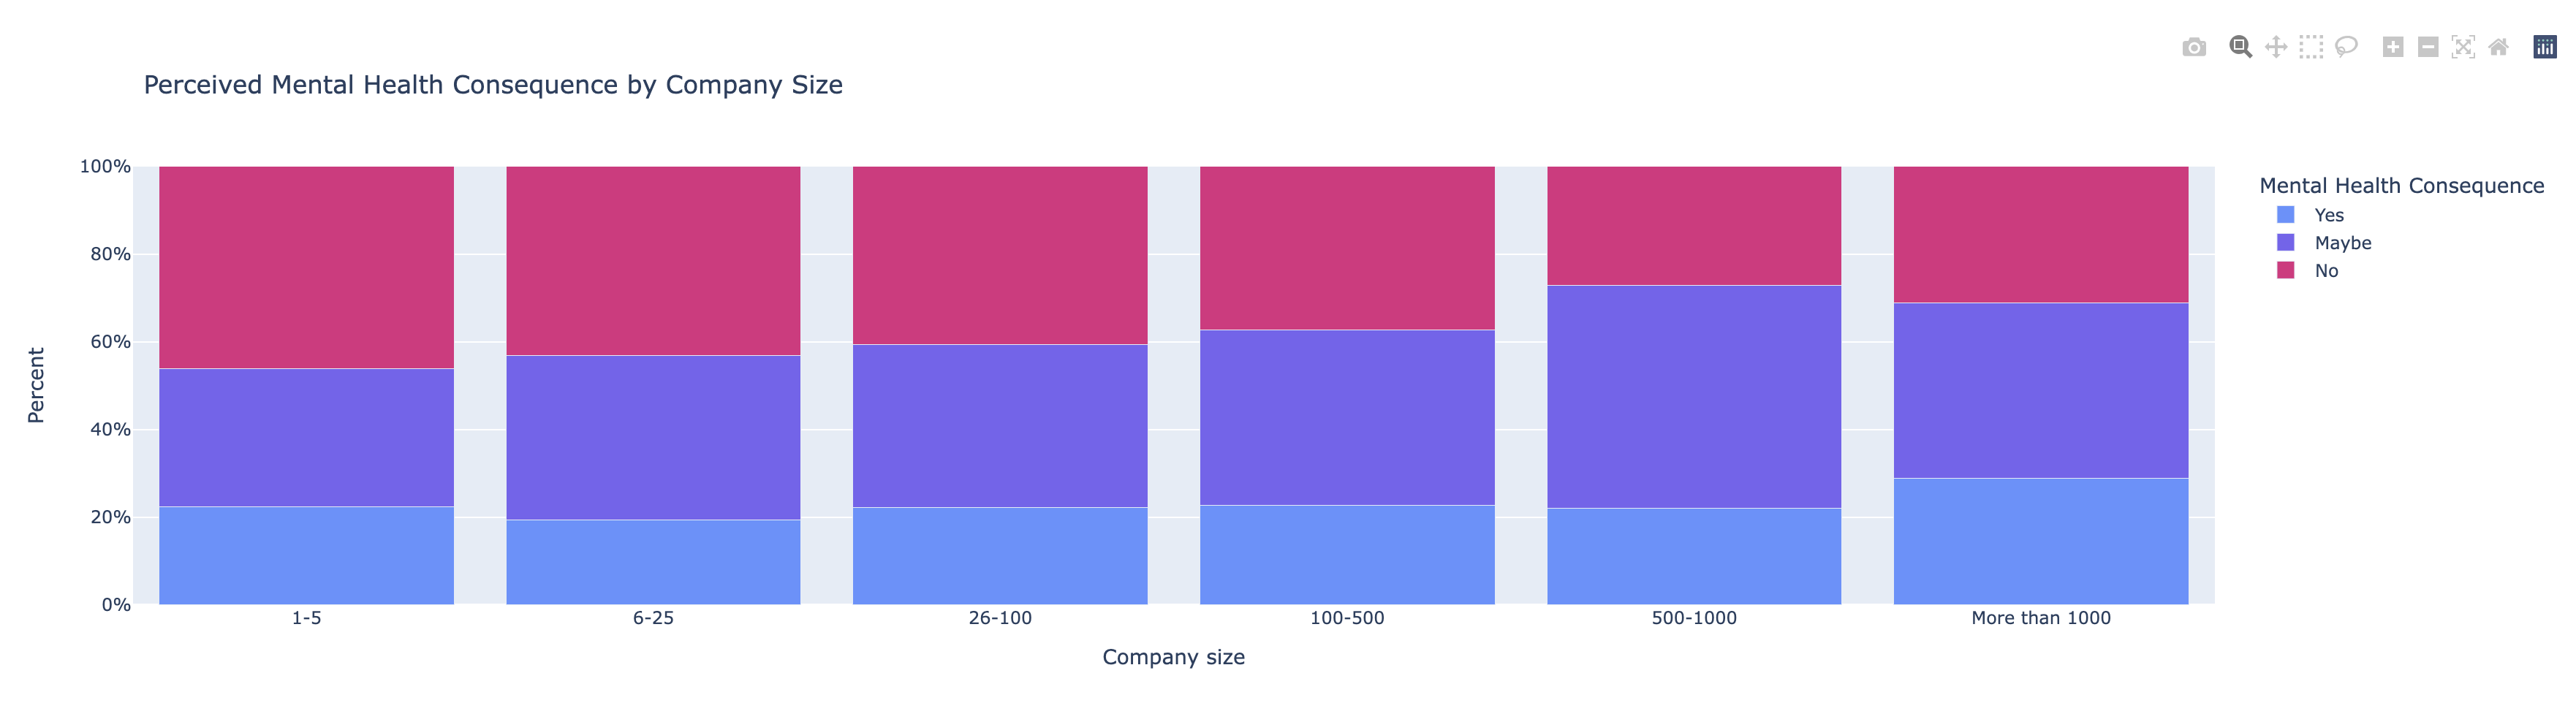 Perceived Mental Health Consequence by Company Size
100%
80%
60%
40%
20%
0%
Percent
1-5
6-25
26-100
100-500
500-1000
More than 1000
Company size
Mental Health Consequence
Yes
Maybe
No